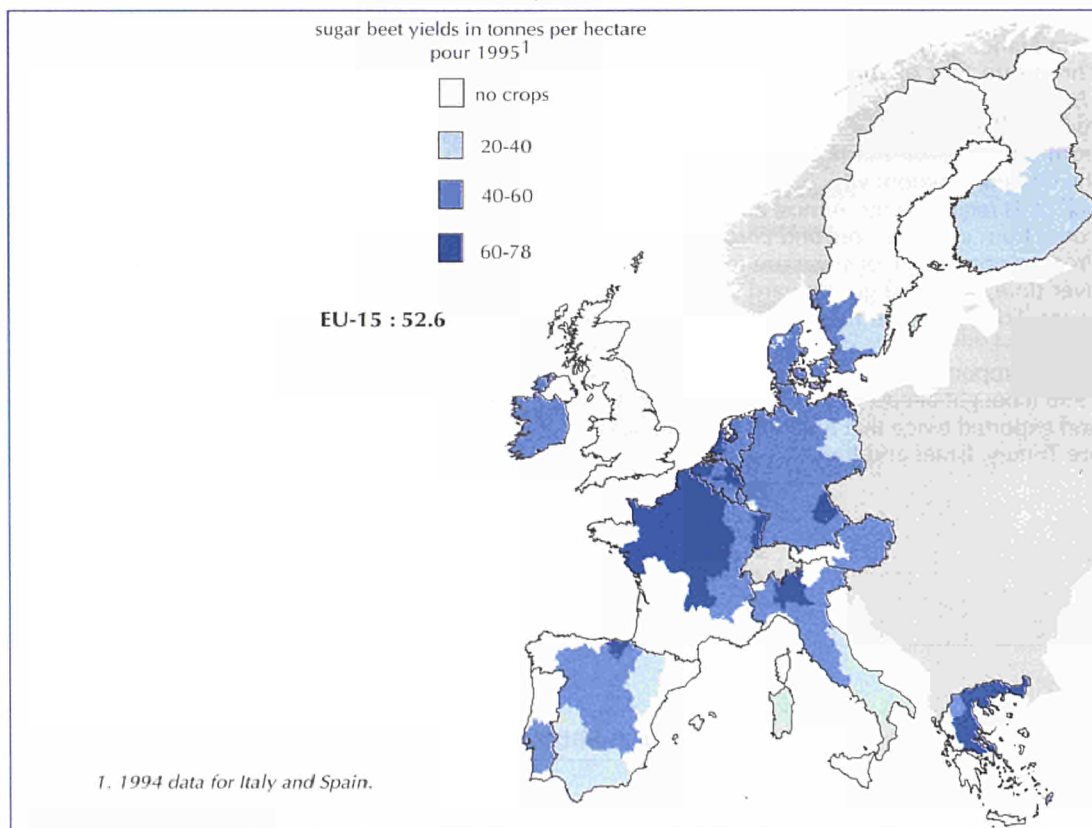 sugar beet yields in tonnes per hectare
pour 1995¹
no crops
20-40
40-60
60-78
EU-15 : 52.6
1. 1994 data for Italy and Spain.